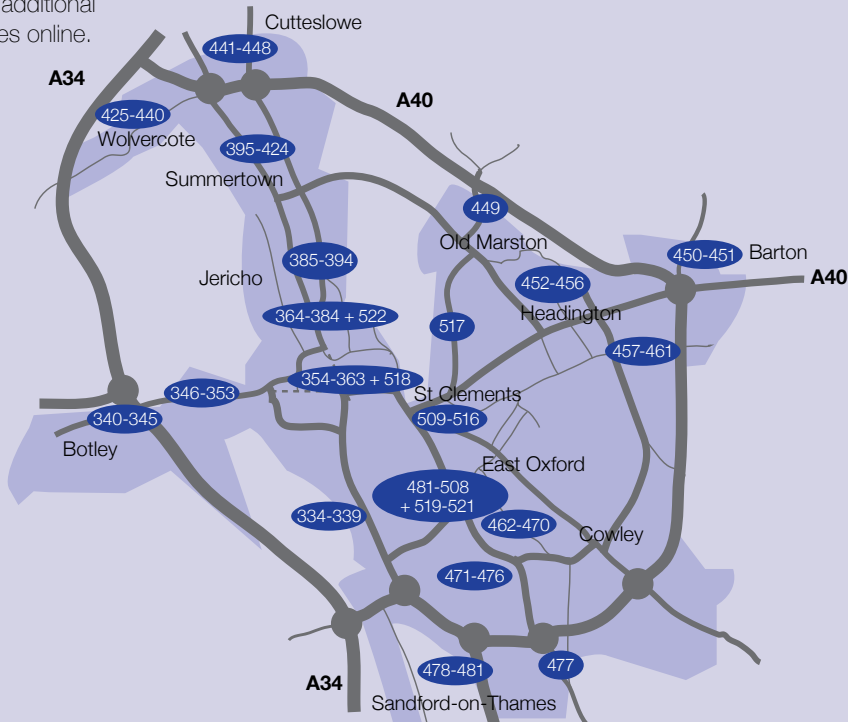 additional
es online.
Cutteslowe
441-448
A34
A40
425-440
Wolvercote
395-424
Summertown
449
Old Marston
450-451
Barton
385-394
Jericho
452-456
A40
Headington
364-384 + 522
517
457-461
354-363 + 518
346-353
St Clements
340-345
509-516
Botley
East Oxford
481-508
+ 519-521
334-339
462-470
Cowley
471-476
477
478-481
A34
Sandford-on-Thames